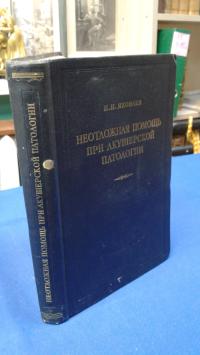 И.И. ЯКОВЛЕВ
НЕОТЛОЖНАЯ ПОМОЩЬ
ПРИ АКУШЕРСКОЙ
ПАТОЛОГИИ
НЕОТЛОЖНАЯ ПОМОЩЬ ПРИ АКУШЕРСКОЙ ПАТОЛОГИИ